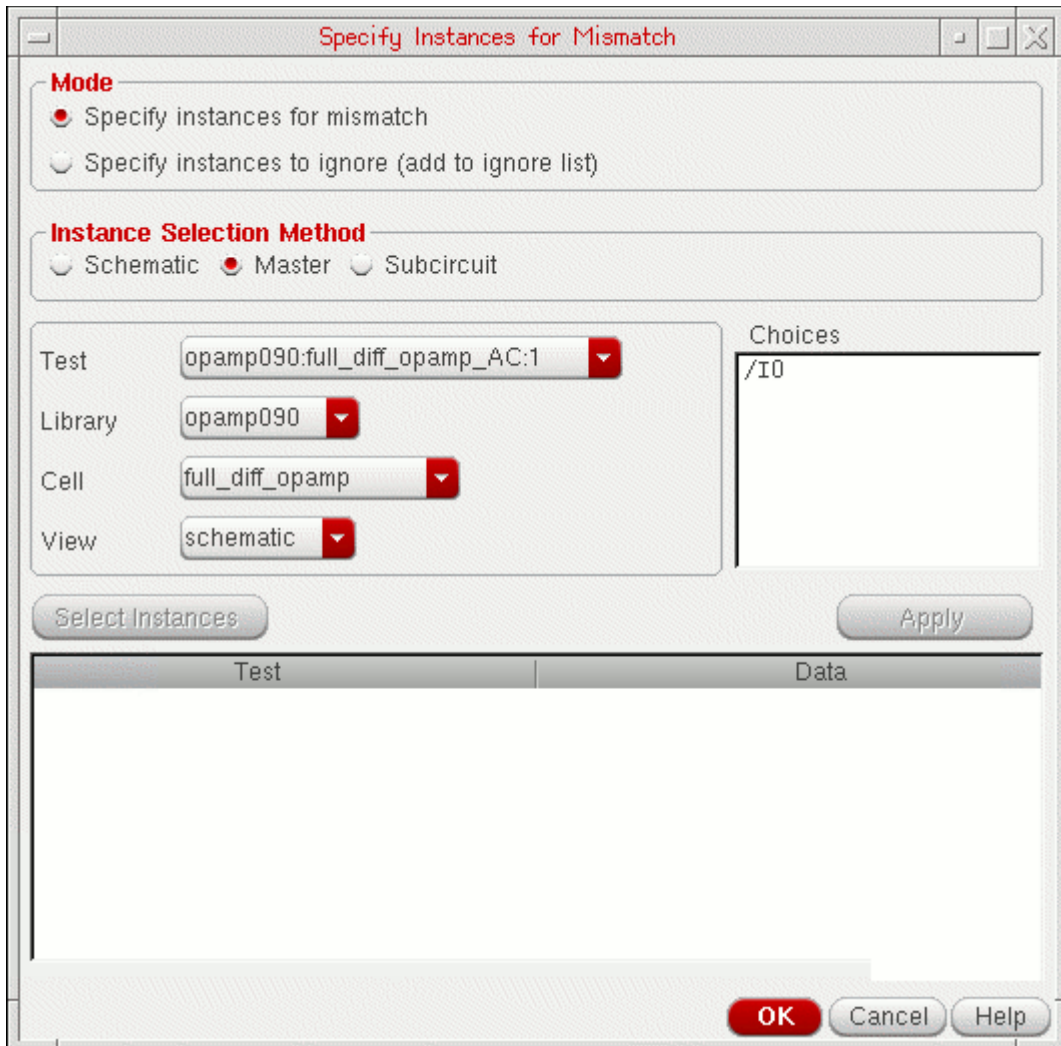 Specify Instances for Mismatch
Mode
Specify instances for mismatch
Specify instances to ignore (add to ignore list)
Instance Selection Method
Schematic Master Subcircuit
Test opamp090:full_diff_opamp_AC:1
Library opamp090
Cell full_diff_opamp
View schematic
Choices
/I0
Select Instances Apply
Test Data
OK Cancel Help